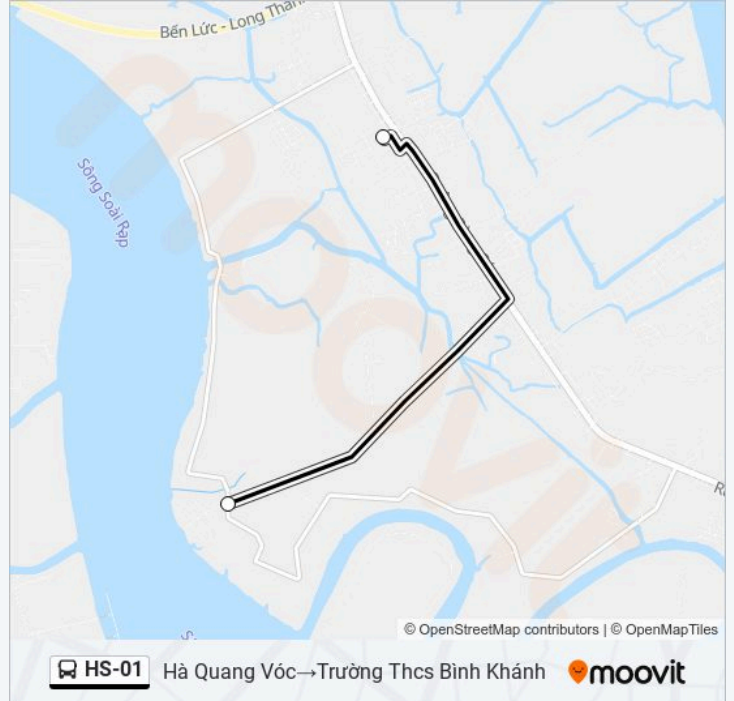 Bến Lức - Long Thàn
Sông Soài Rạp
© OpenStreetMap contributors | © OpenMapTiles
HS-01 Hà Quang Vóc→Trường Thcs Bình Khánh moovit